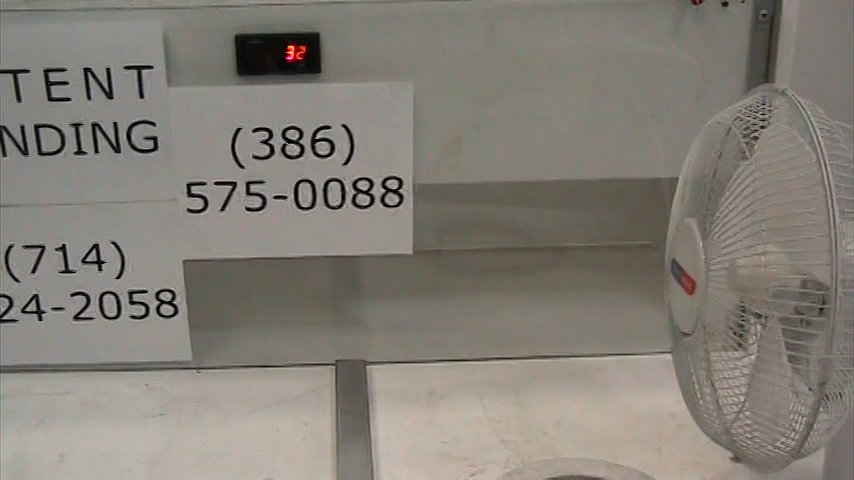 32
TENT
NDING
(386)
575-0088
(714)
24-2058